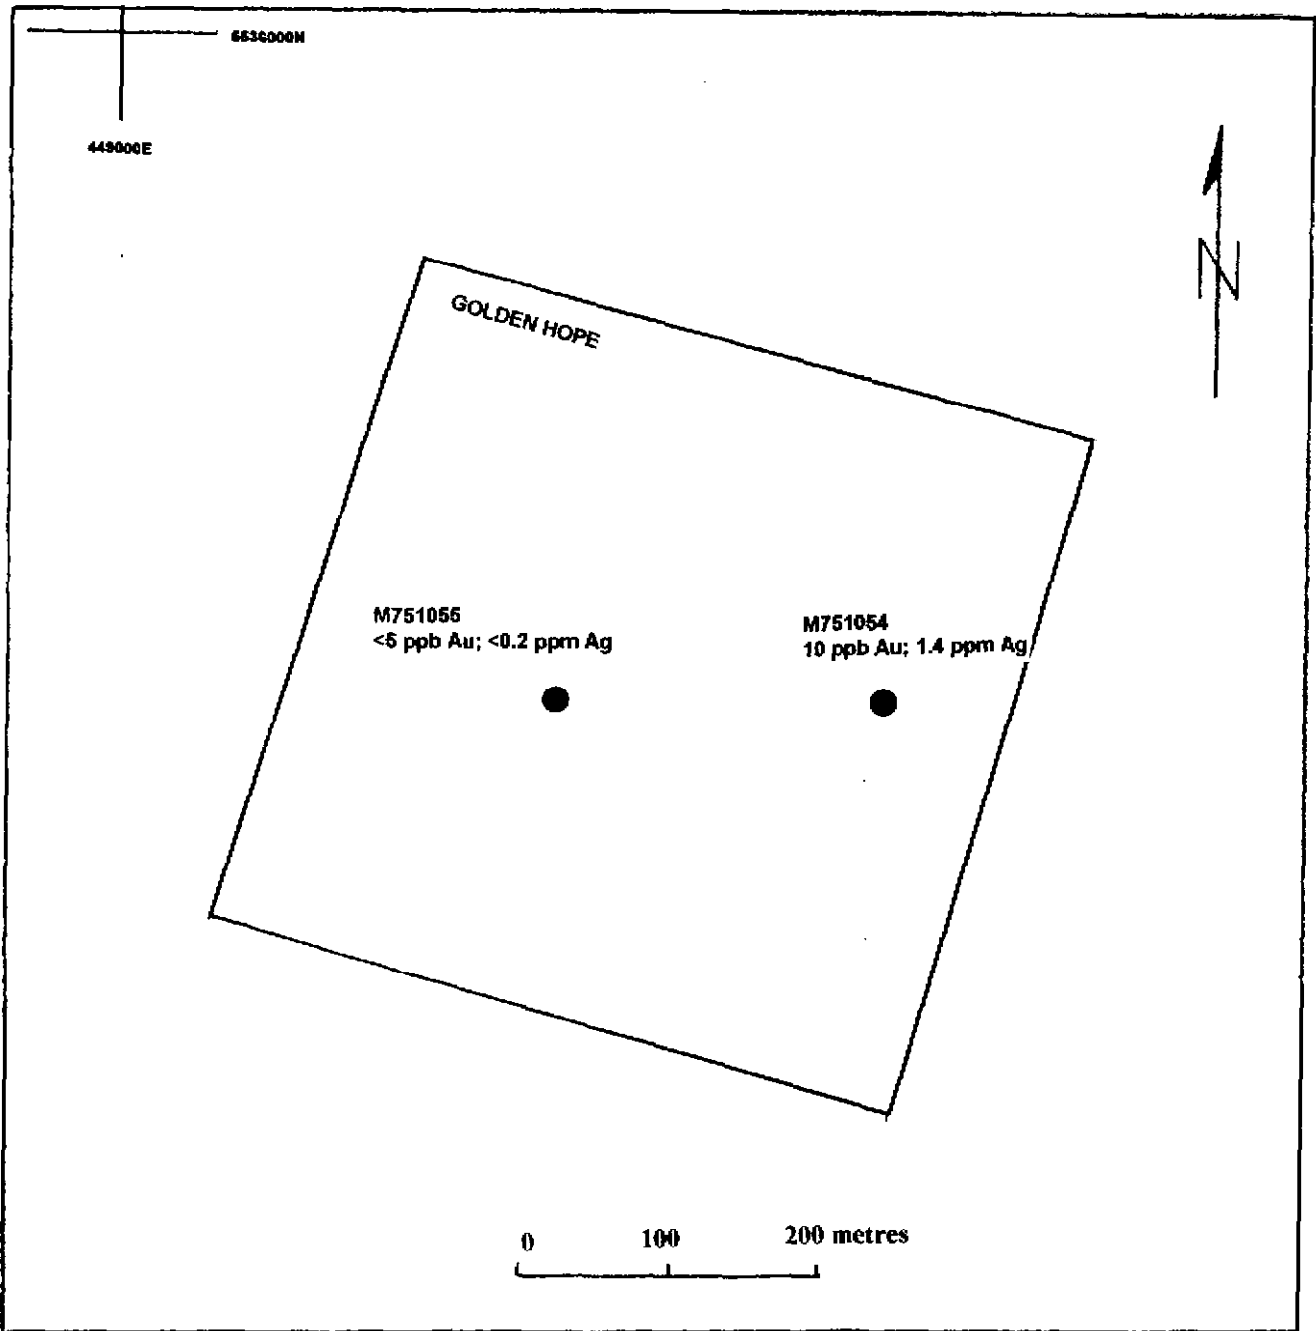 5536000N
449000E
N
GOLDEN HOPE
M751055
<5 ppb Au; <0.2 ppm Ag
M751054
10 ppb Au; 1.4 ppm Ag
0 100 200 metres